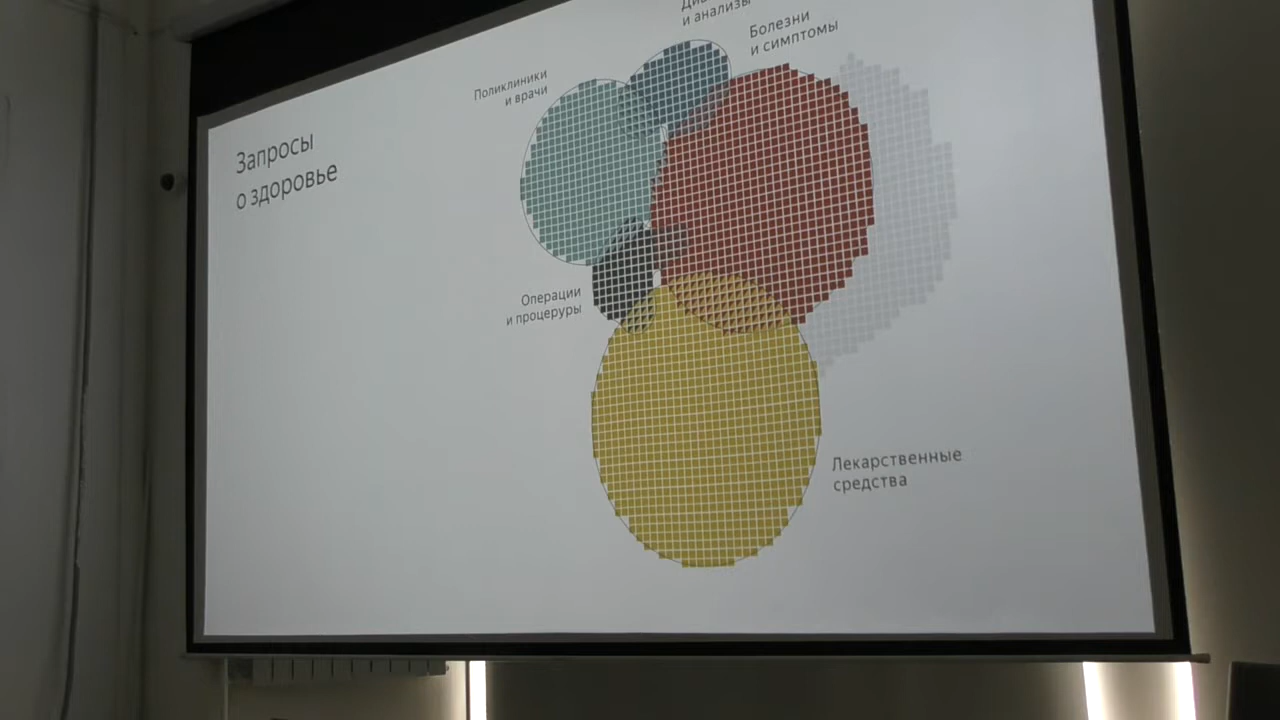 Запросы
о здоровье
и анализы
Болезни
и симптомы
Поликлиники
и врачи
Операции
и процеруры
Лекарственные
средства